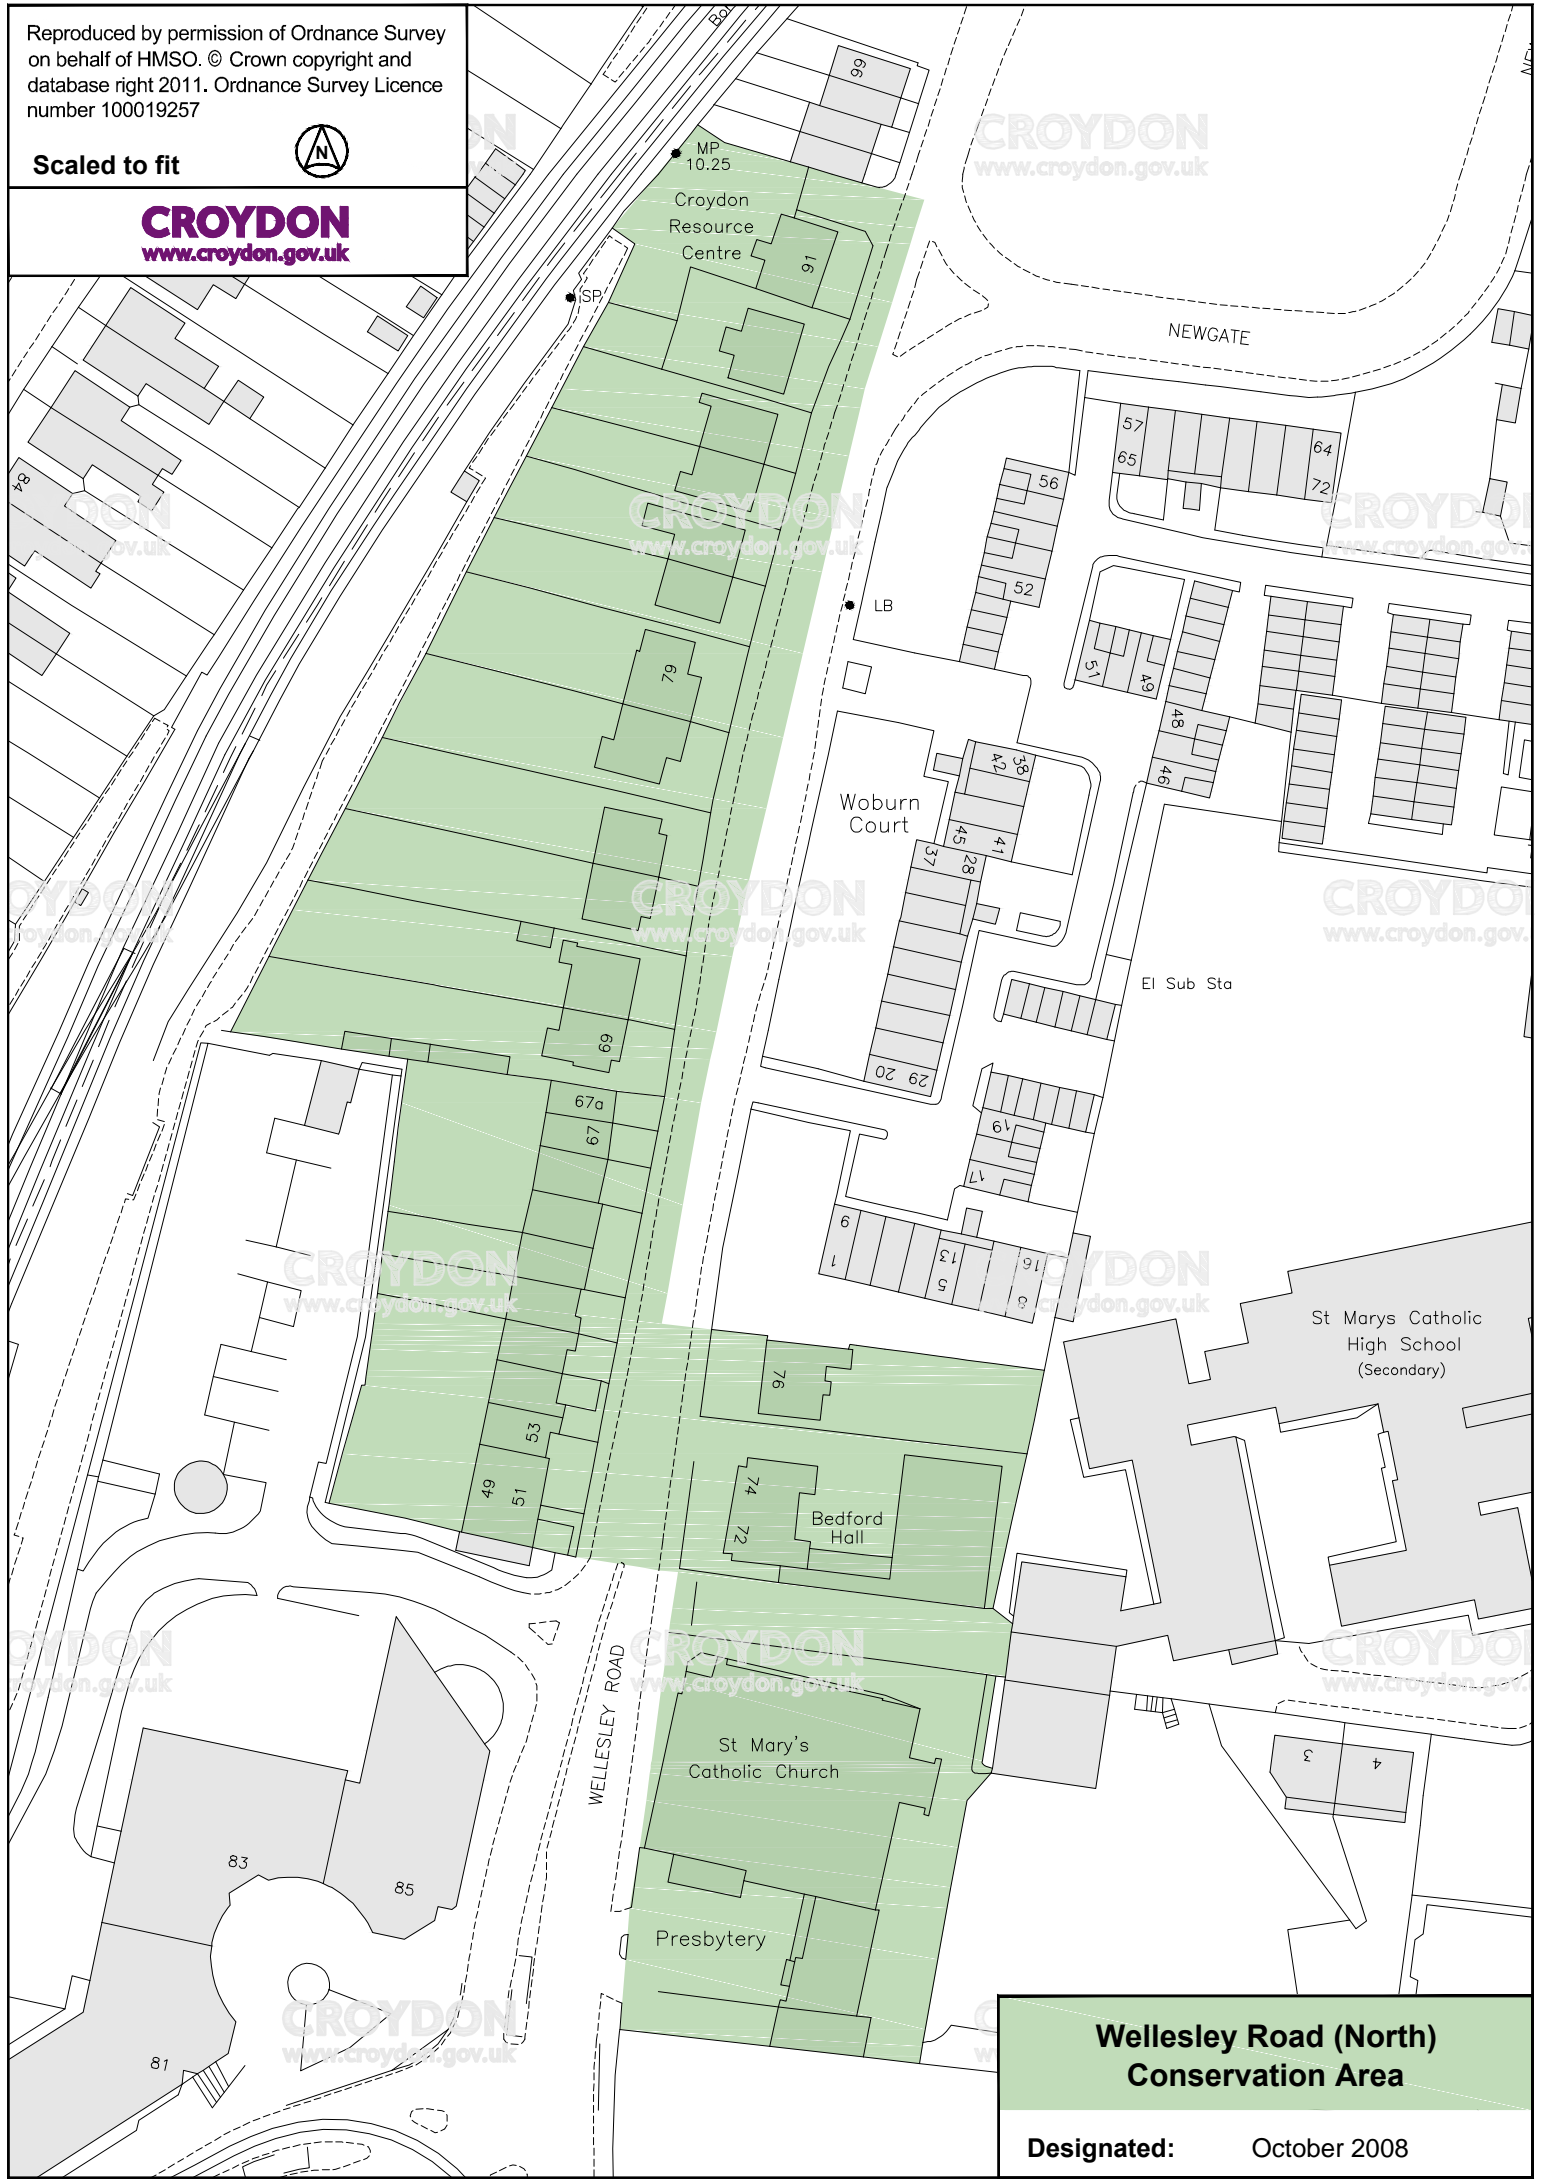 Reproduced by permission of Ordnance Survey
on behalf of HMSO. © Crown copyright and
database right 2011. Ordnance Survey Licence
number 100019257
Scaled to fit
N
CROYDON
www.croydon.gov.uk
99
MP
10.25
Croydon
Resource
Centre
91
SP
NEWGATE
57
65
64
72
56
52
84
LB
51
49
48
46
79
Woburn
Court
42
38
45
41
37
28
El Sub Sta
69
20
29
67a
67
19
17
9
1
13
5
16
8
St Marys Catholic
High School
(Secondary)
76
53
49
51
74
72
Bedford
Hall
WELLESLEY ROAD
St Mary's
Catholic Church
3
4
83
85
Presbytery
81
Wellesley Road (North)
Conservation Area
Designated: October 2008